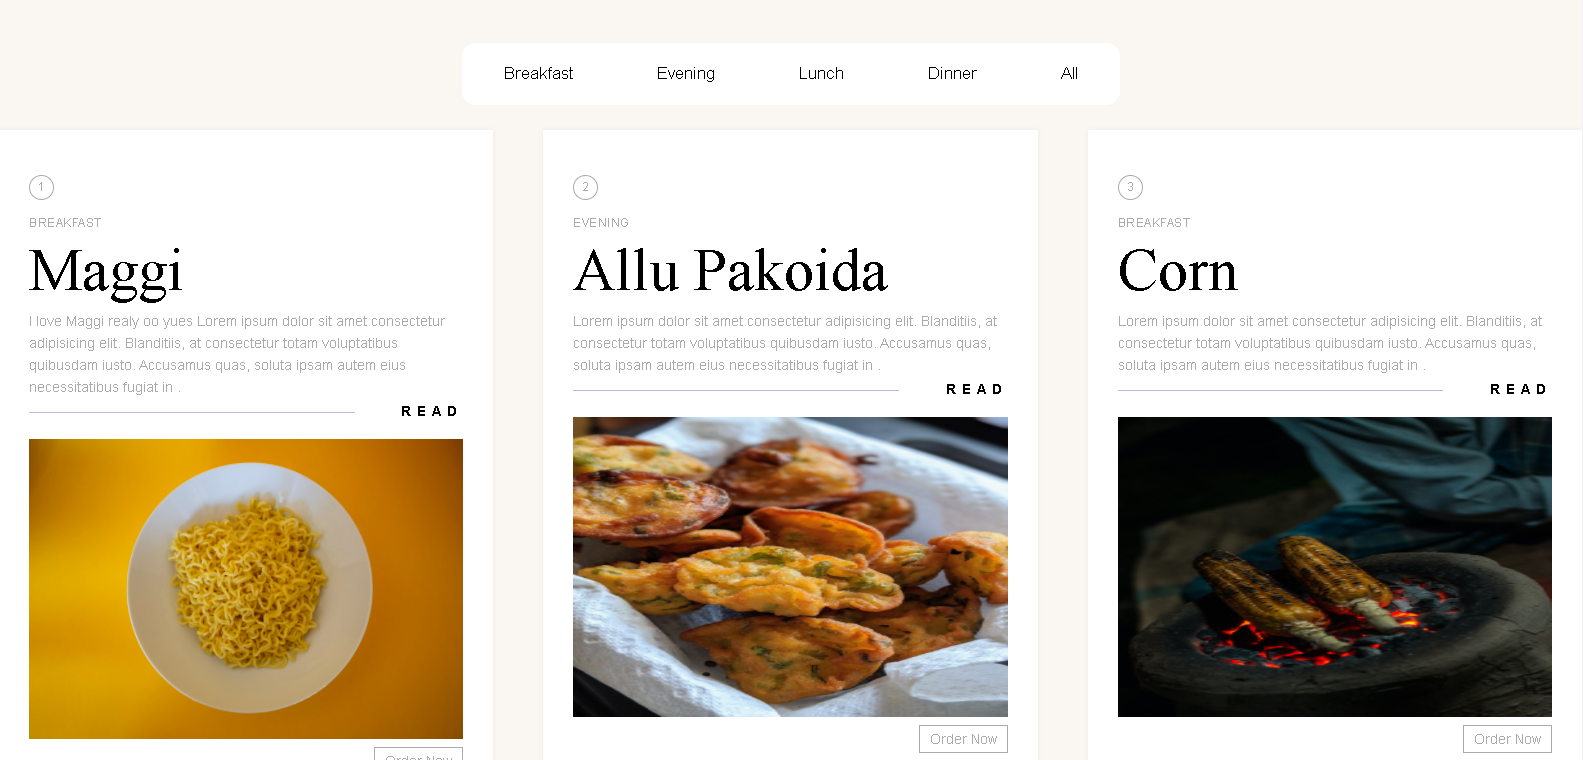 Breakfast Evening Lunch Dinner All
1
BREAKFAST
Maggi
I love Maggi realy oo yues Lorem ipsum dolor sit amet consectetur
adipisicing elit. Blanditiis, at consectetur totam voluptatibus
quibusdam iusto. Accusamus quas, soluta ipsam autem eius
necessitatibus fugiat in .
READ
Order Now
2
EVENING
Allu Pakoida
Lorem ipsum dolor sit amet consectetur adipisicing elit. Blanditiis, at
consectetur totam voluptatibus quibusdam iusto. Accusamus quas,
soluta ipsam autem eius necessitatibus fugiat in .
READ
Order Now
3
BREAKFAST
Corn
Lorem ipsum dolor sit amet consectetur adipisicing elit. Blanditiis, at
consectetur totam voluptatibus quibusdam iusto. Accusamus quas,
soluta ipsam autem eius necessitatibus fugiat in .
READ
Order Now